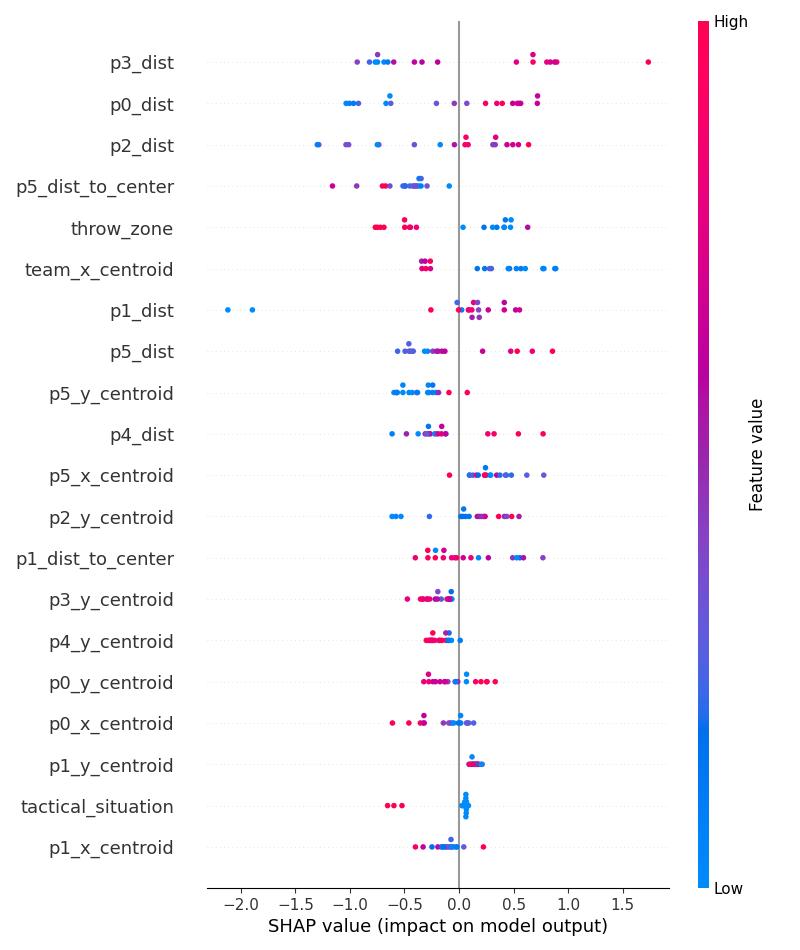 High
p3_dist
p0_dist
p2_dist
p5_dist_to_center
throw_zone
team_x_centroid
p1_dist
p5_dist
p5_y_centroid
p4_dist
p5_x_centroid
p2_y_centroid
p1_dist_to_center
p3_y_centroid
p4_y_centroid
p0_y_centroid
p0_x_centroid
p1_y_centroid
tactical_situation
p1_x_centroid
Feature value
Low
−2.0 −1.5 −1.0 −0.5 0.0 0.5 1.0 1.5
SHAP value (impact on model output)